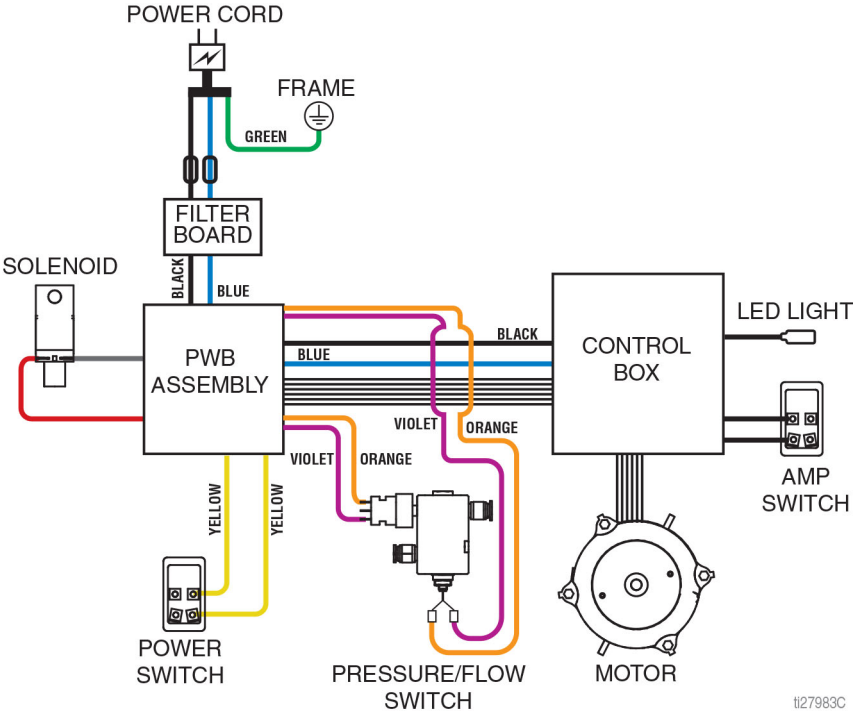 POWER CORD
FRAME
GREEN
FILTER
BOARD
SOLENOID
BLACK
BLUE
LED LIGHT
BLACK
BLUE
PWB
ASSEMBLY
CONTROL
BOX
VIOLET
ORANGE
VIOLET
ORANGE
AMP
SWITCH
YELLOW
YELLOW
POWER
SWITCH
PRESSURE/FLOW
SWITCH
MOTOR
ti27983C